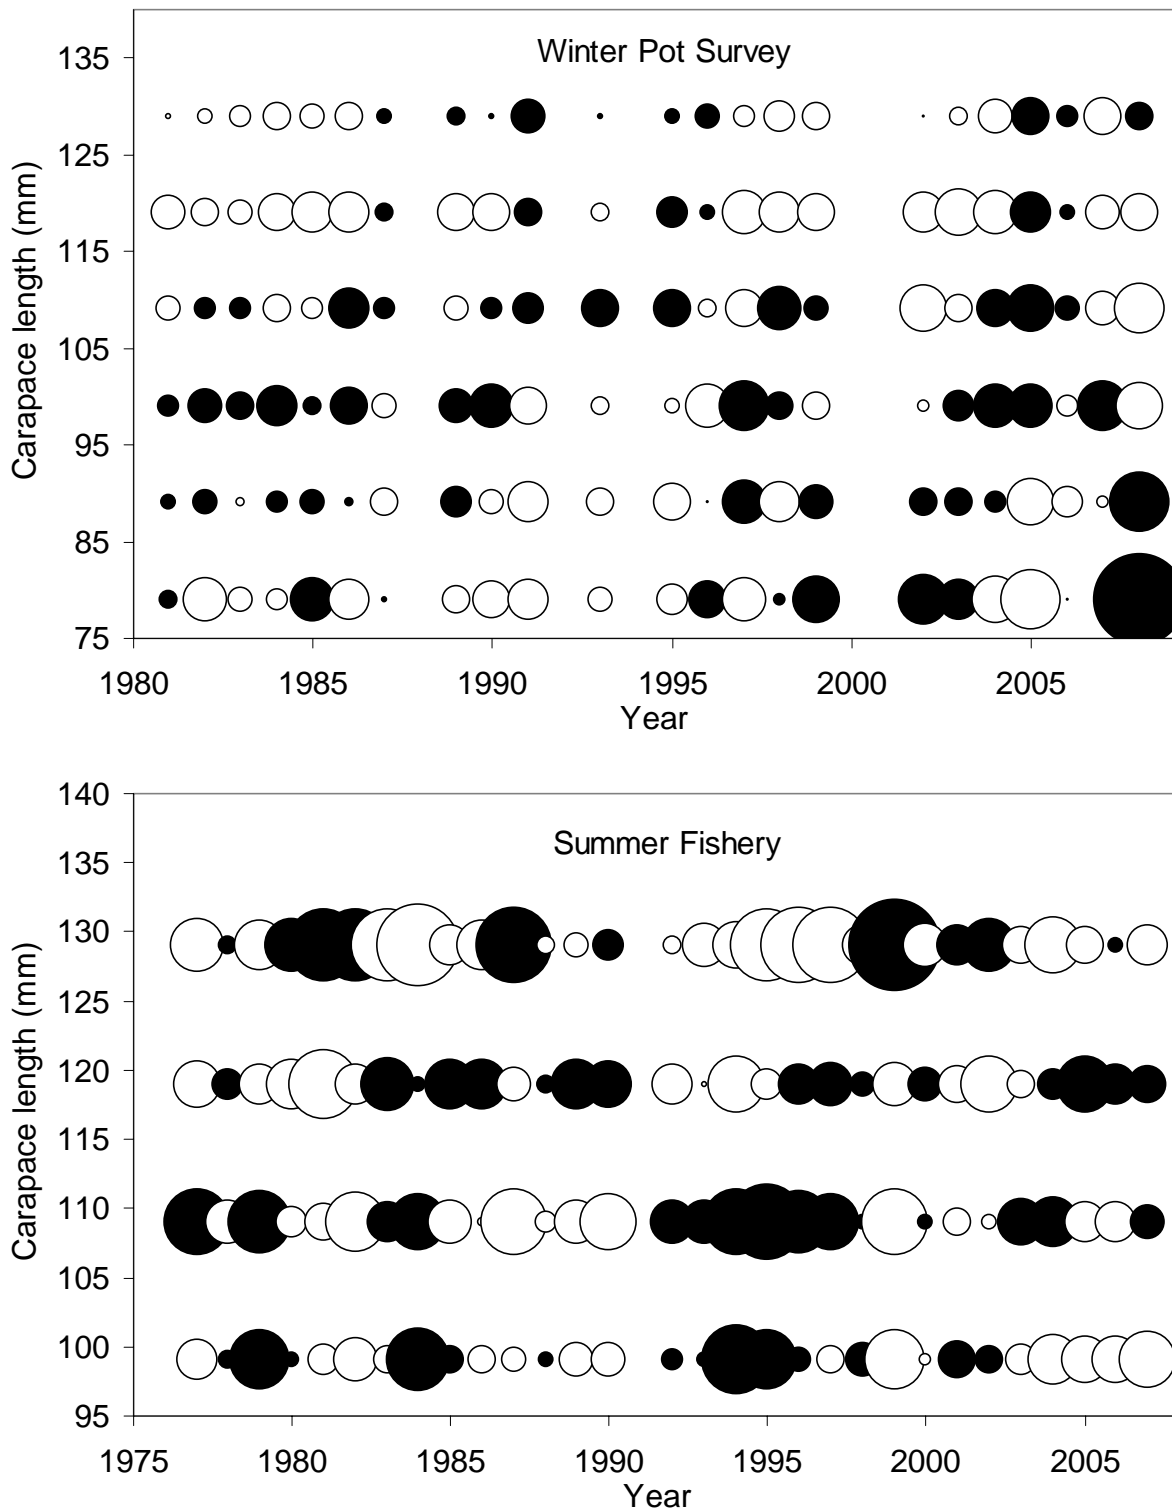 Winter Pot Survey
Carapace length (mm)
135
125
115
105
95
85
75
1980 1985 1990 1995 2000 2005
Year
Summer Fishery
Carapace length (mm)
140
135
130
125
120
115
110
105
100
95
1975 1980 1985 1990 1995 2000 2005
Year